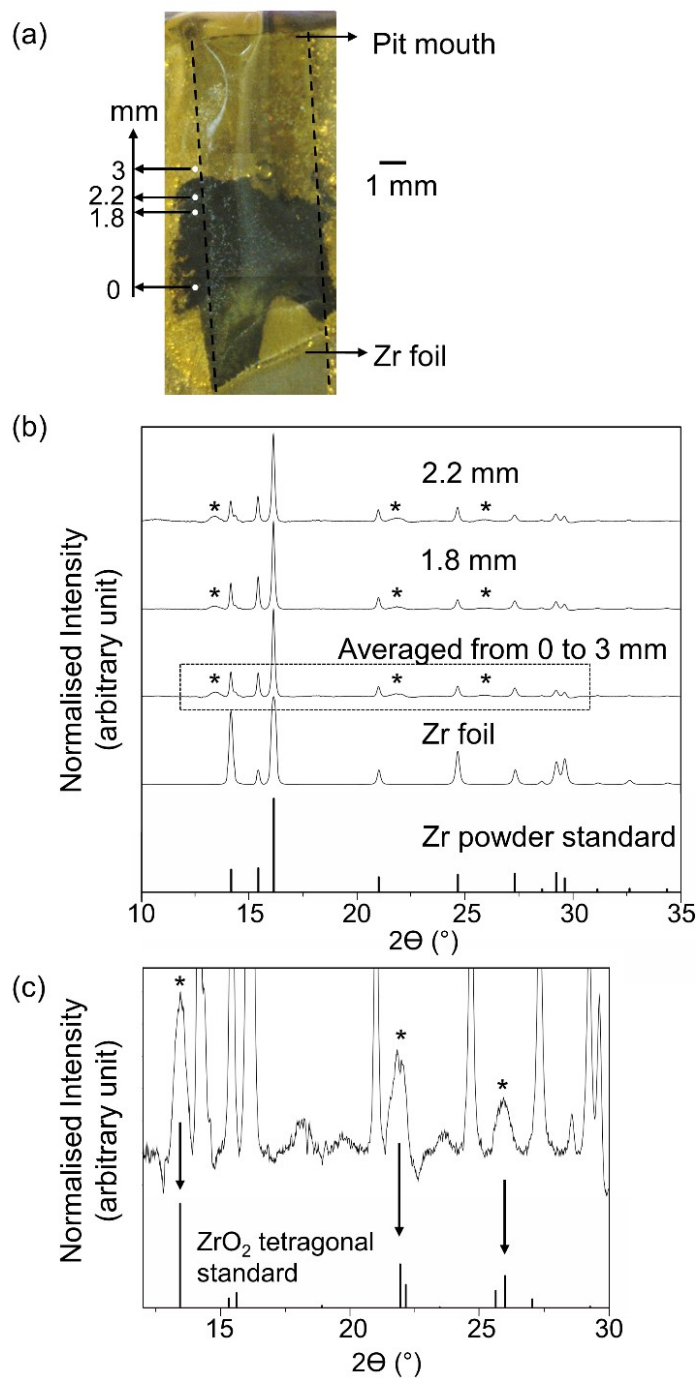 (a)
Pit mouth
mm
3
2.2
1.8
0
1 mm
Zr foil
(b)
Normalised Intensity
(arbitrary unit)
2.2 mm
* * *
1.8 mm
* * *
Averaged from 0 to 3 mm
* * *
Zr foil
Zr powder standard
10 15 20 25 30 35
2Θ (°)
(c)
Normalised Intensity
(arbitrary unit)
*
*
*
ZrO₂ tetragonal
standard
15 20 25 30
2Θ (°)